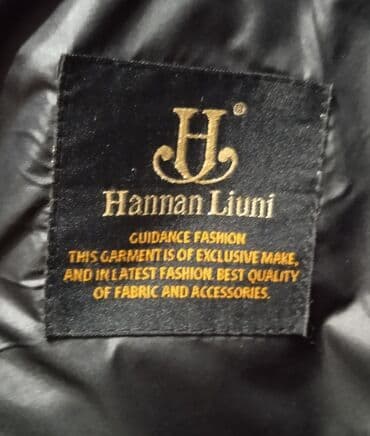 H ®
Hannan Liuni
GUIDANCE FASHION
THIS GARMENT IS OF EXCLUSIVE MAKE,
AND IN LATEST FASHION. BEST QUALITY
OF FABRIC AND ACCESSORIES.